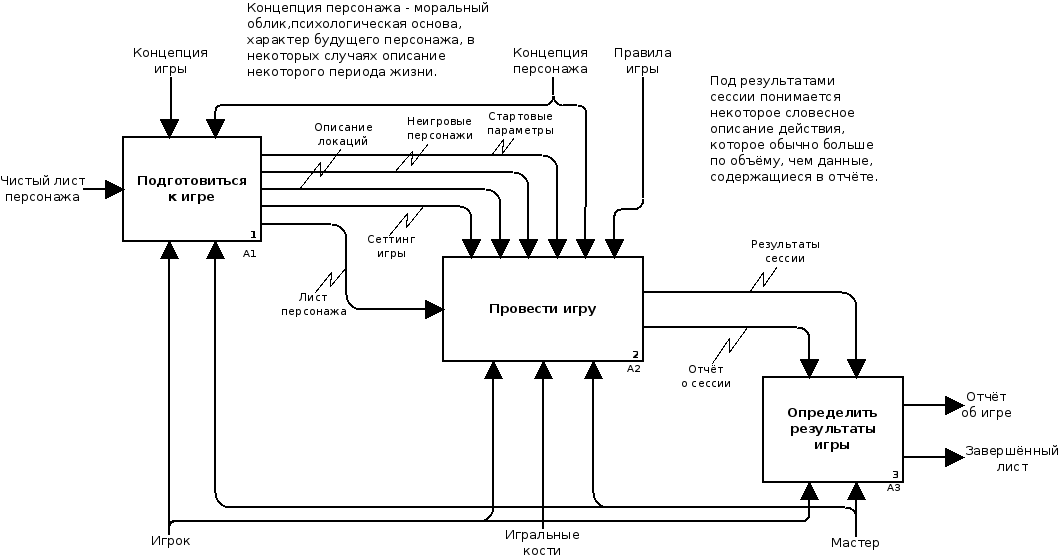 Концепция персонажа - моральный
облик,психологическая основа,
характер будущего персонажа, в
некоторых случаях описание
некоторого периода жизни.
Концепция
игры
Концепция
персонажа
Правила
игры
Под результатами
сессии понимается
некоторое словесное
описание действия,
которое обычно больше
по объёму, чем данные,
содержащиеся в отчёте.
Описание
локаций
Неигровые
персонажи
Стартовые
параметры
Чистый лист
персонажа
Подготовиться
к игре
1
А1
Сеттинг
игры
Лист
персонажа
Провести игру
2
А2
Результаты
сессии
Отчёт
о сессии
Определить
результаты
игры
3
А3
Отчёт
об игре
Завершённый
лист
Игрок
Игральные
кости
Мастер